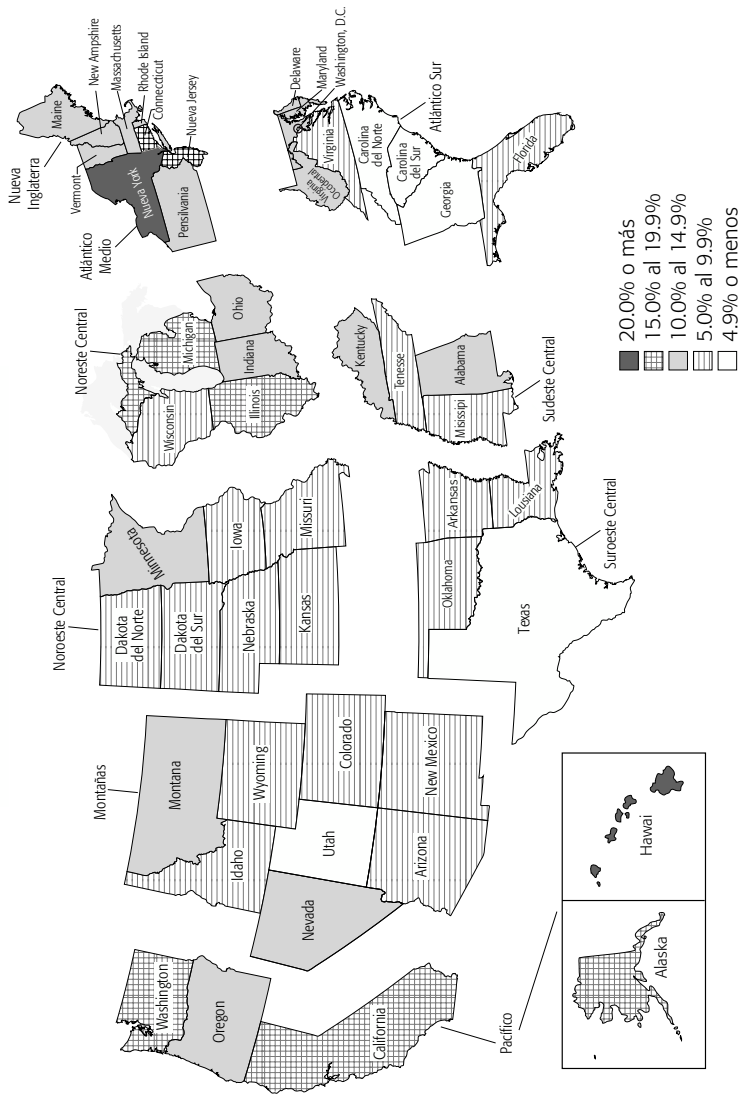 Nueva
Inglaterra
Maine
New Ampshire
Massachusetts
Rhode Island
Connecticut
Vermont
Nueva York
Nueva Jersey
Pensilvania
Atlántico
Medio
Noreste Central
Wisconsin
Michigan
Illinois
Indiana
Ohio
Noroeste Central
Dakota
del Norte
Minnesota
Dakota
del Sur
Iowa
Nebraska
Kansas
Missuri
Montañas
Montana
Idaho
Wyoming
Nevada
Utah
Colorado
Arizona
New Mexico
Washington
Oregon
California
Pacífico
Alaska
Hawai
Oklahoma
Arkansas
Texas
Lousiana
Suroeste Central
Kentucky
Tenesse
Misisipi
Alabama
Sudeste Central
Delaware
Maryland
Washington, D.C.
Virginia
Occidental
Virginia
Carolina
del Norte
Carolina
del Sur
Georgia
Florida
Atlántico Sur
20.0% o más
15.0% al 19.9%
10.0% al 14.9%
5.0% al 9.9%
4.9% o menos